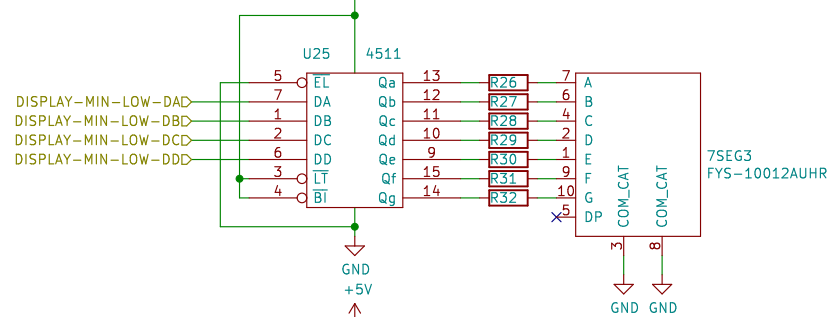 U25 4511
5 EL Qa 13 R26 7 A
DISPLAY-MIN-LOW-DA 7 DA Qb 12 R27 6 B
DISPLAY-MIN-LOW-DB 1 DB Qc 11 R28 4 C
DISPLAY-MIN-LOW-DC 2 DC Qd 10 R29 2 D
DISPLAY-MIN-LOW-DD 6 DD Qe 9 R30 1 E
3 LT Qf 15 R31 9 F
4 BI Qg 14 R32 10 G
5 DP
COM_CAT COM_CAT
7SEG3
FYS-10012AUHR
3 8
GND
+5V
GND GND